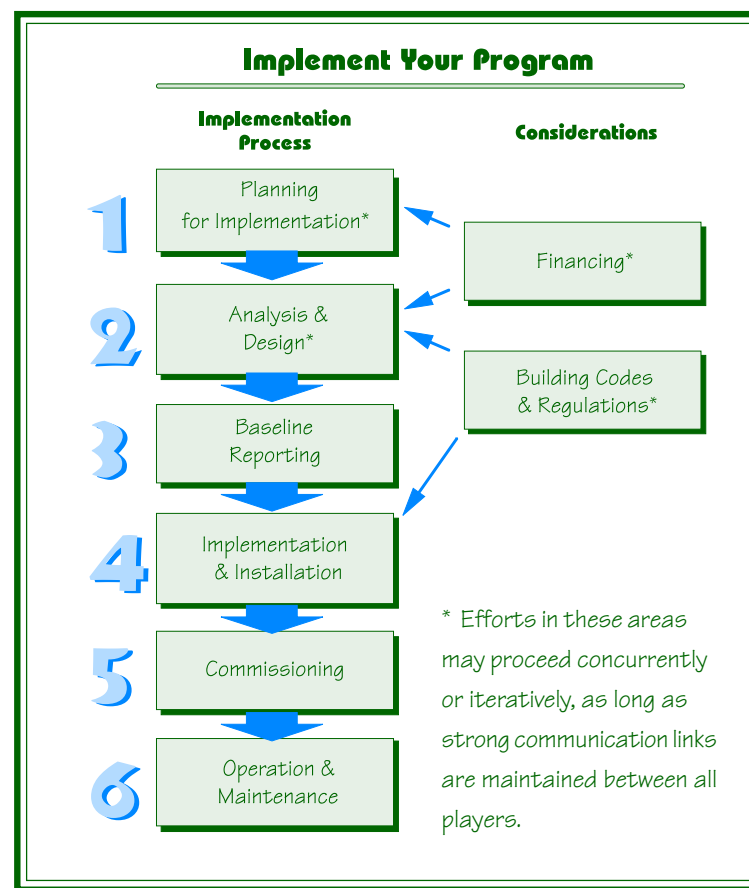 Implement Your Program
Implementation
Process
Considerations
1
Planning
for Implementation*
Financing*
2
Analysis &
Design*
Building Codes
& Regulations*
3
Baseline
Reporting
4
Implementation
& Installation
5
Commissioning
6
Operation &
Maintenance
* Efforts in these areas
may proceed concurrently
or iteratively, as long as
strong communication links
are maintained between all
players.